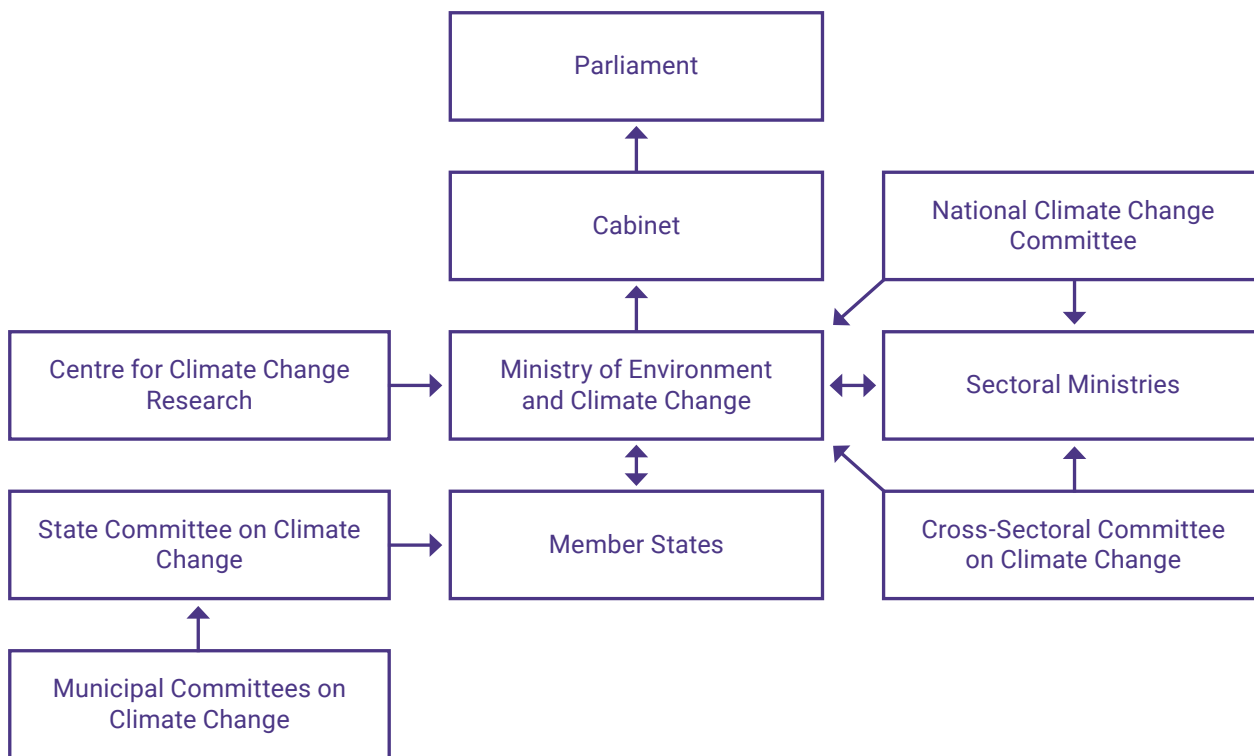 Parliament
Cabinet
National Climate Change
Committee
Centre for Climate Change
Research
Ministry of Environment
and Climate Change
Sectoral Ministries
State Committee on Climate
Change
Member States
Cross-Sectoral Committee
on Climate Change
Municipal Committees on
Climate Change